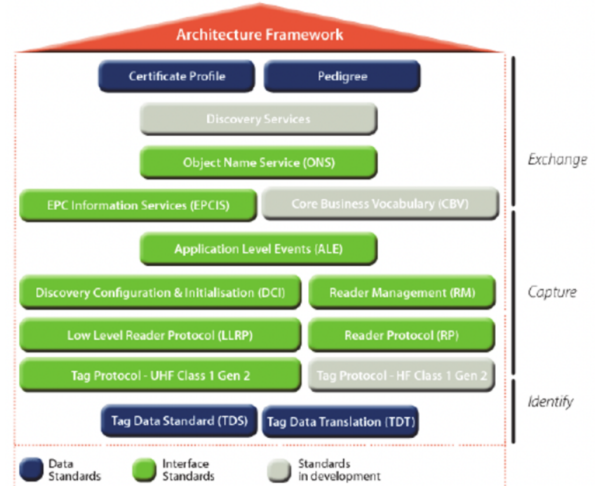 Architecture Framework
Certificate Profile
Pedigree
Discovery Services
Object Name Service (ONS)
Exchange
EPC Information Services (EPCIS)
Core Business Vocabulary (CBV)
Application Level Events (ALE)
Discovery Configuration & Initialisation (DCI)
Reader Management (RM)
Capture
Low Level Reader Protocol (LLRP)
Reader Protocol (RP)
Tag Protocol - UHF Class 1 Gen 2
Tag Protocol - HF Class 1 Gen 2
Identify
Tag Data Standard (TDS)
Tag Data Translation (TDT)
Data
Standards
Interface
Standards
Standards
in development